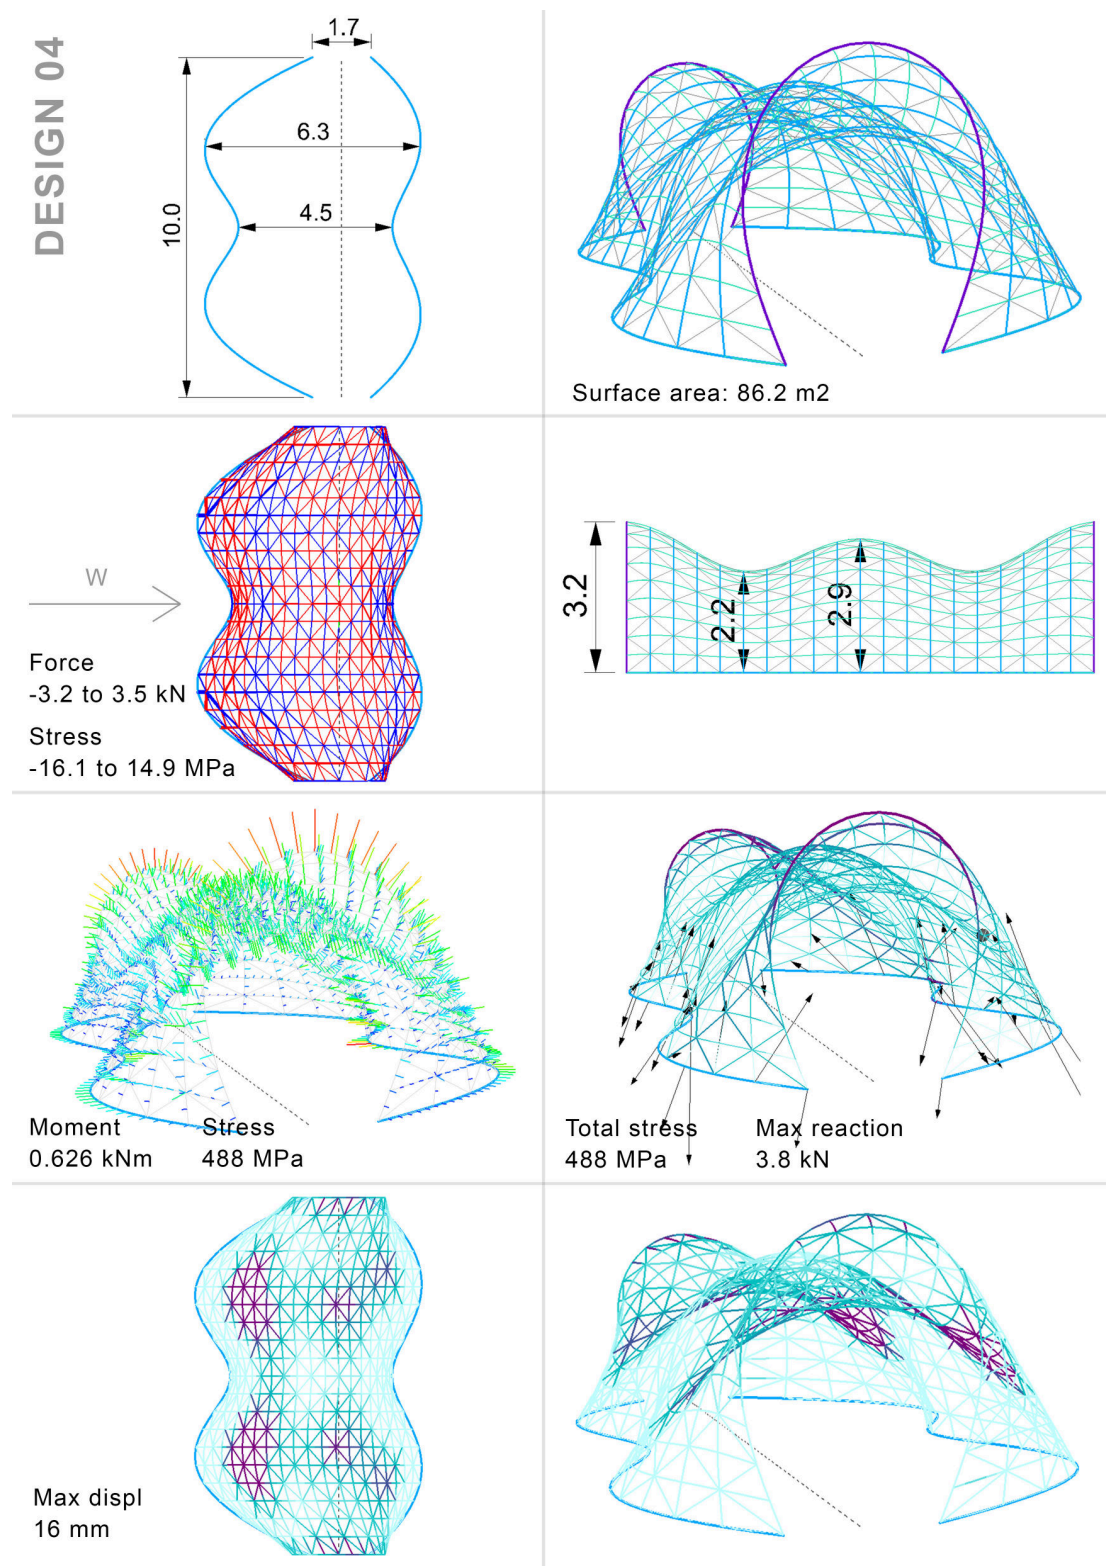 DESIGN 04
1.7
6.3
4.5
10.0
Surface area: 86.2 m2
W
Force
-3.2 to 3.5 kN
Stress
-16.1 to 14.9 MPa
3.2
2.2
2.9
Moment
0.626 kNm
Stress
488 MPa
Total stress
488 MPa
Max reaction
3.8 kN
Max displ
16 mm